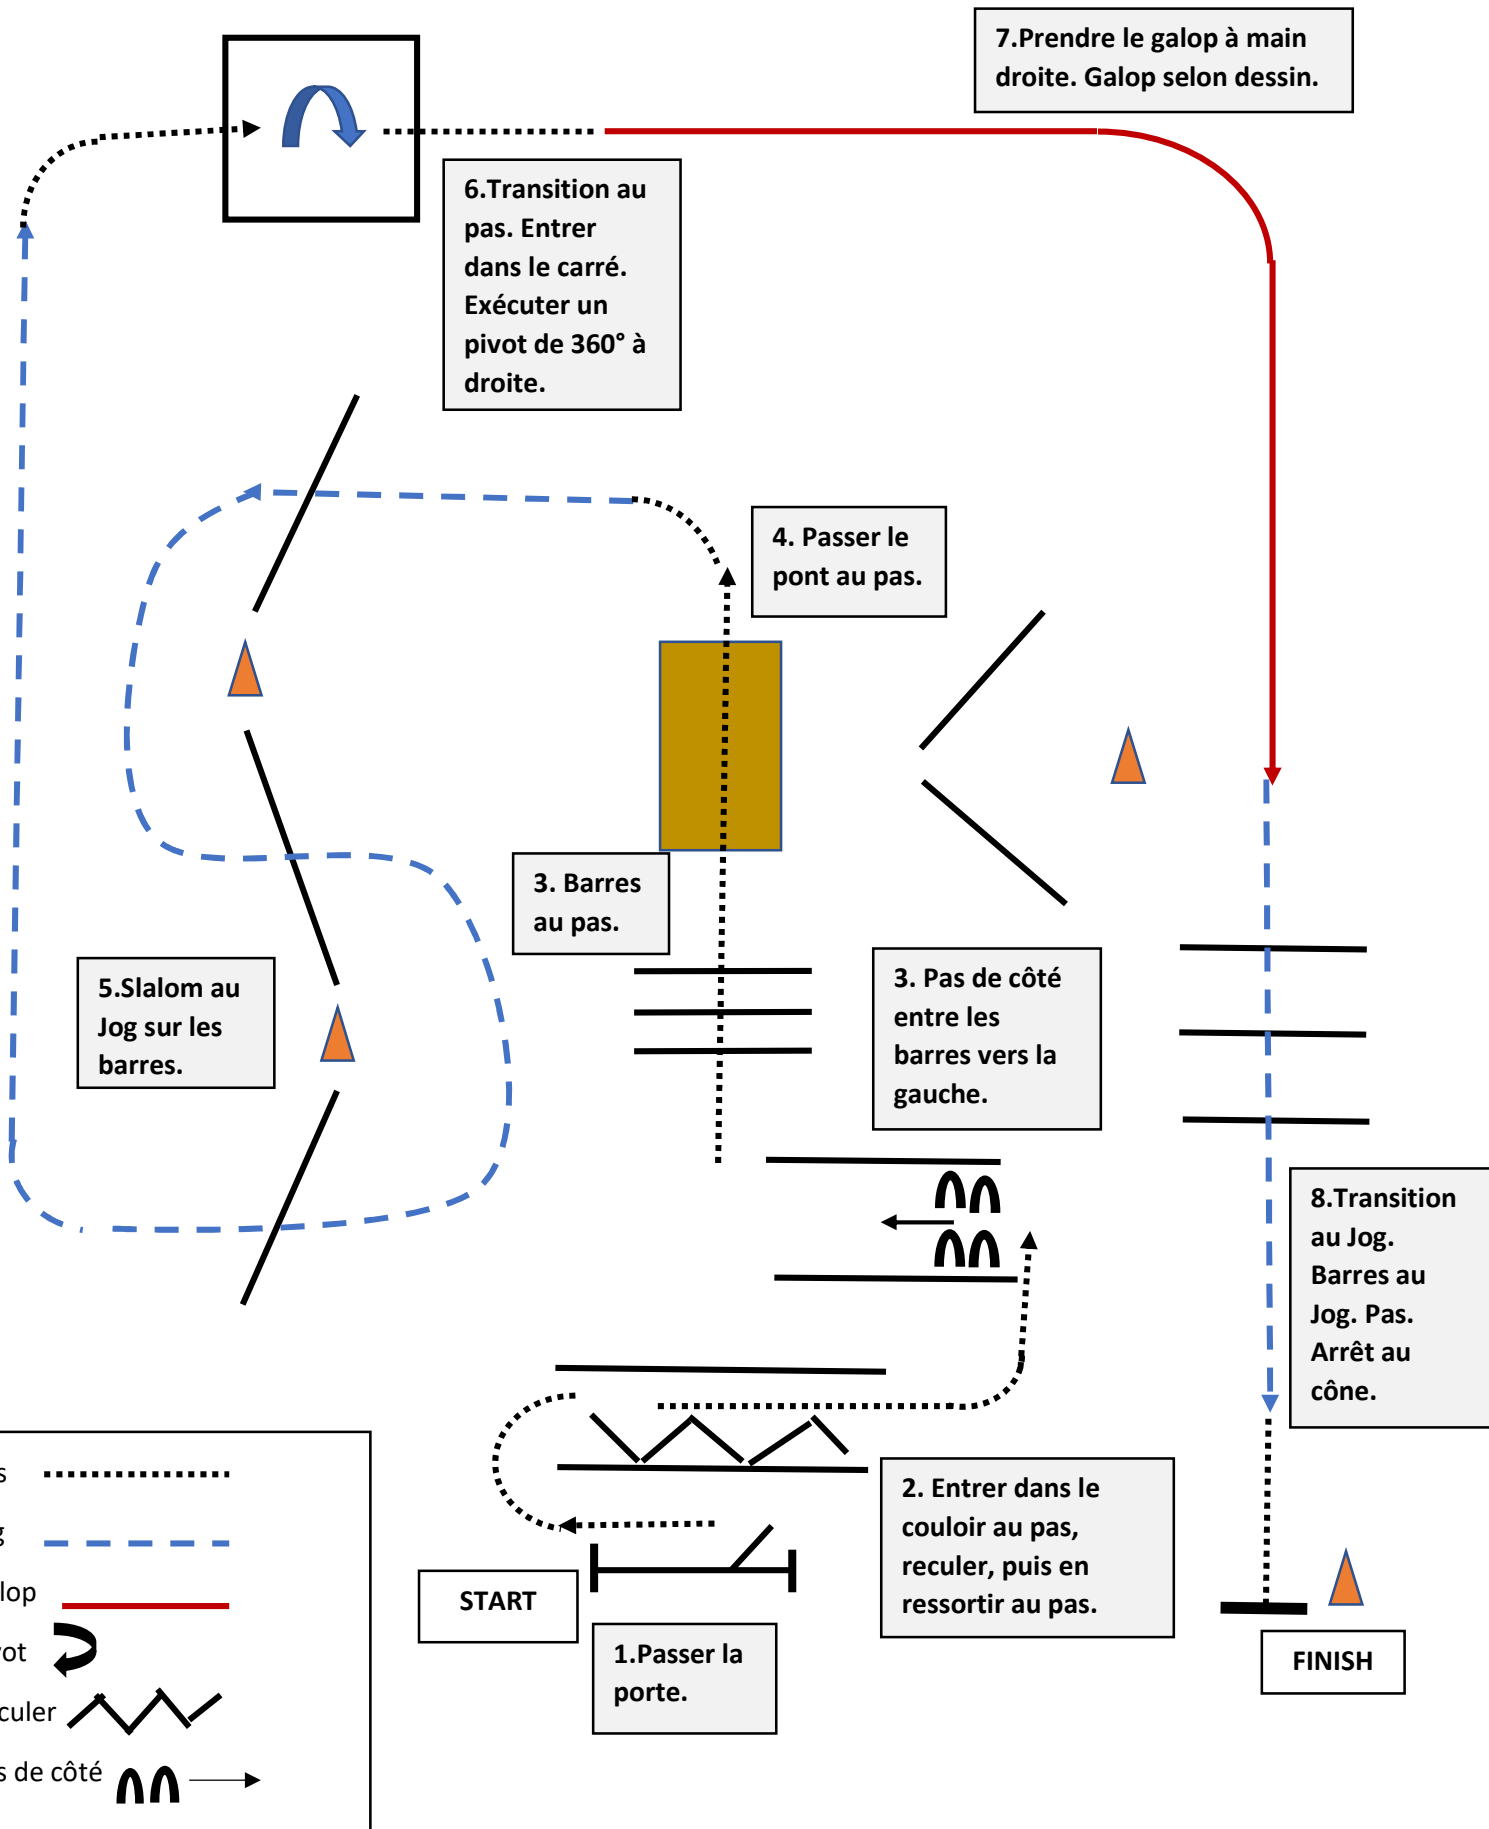 7.Prendre le galop à main
droite. Galop selon dessin.
6.Transition au
pas. Entrer
dans le carré.
Exécuter un
pivot de 360° à
droite.
4. Passer le
pont au pas.
3. Barres
au pas.
3. Pas de côté
entre les
barres vers la
gauche.
5.Slalom au
Jog sur les
barres.
8.Transition
au Jog.
Barres au
Jog. Pas.
Arrêt au
cône.
2. Entrer dans le
couloir au pas,
reculer, puis en
ressortir au pas.
START
1.Passer la
porte.
FINISH
s
g
lop
ot
culer
s de côté